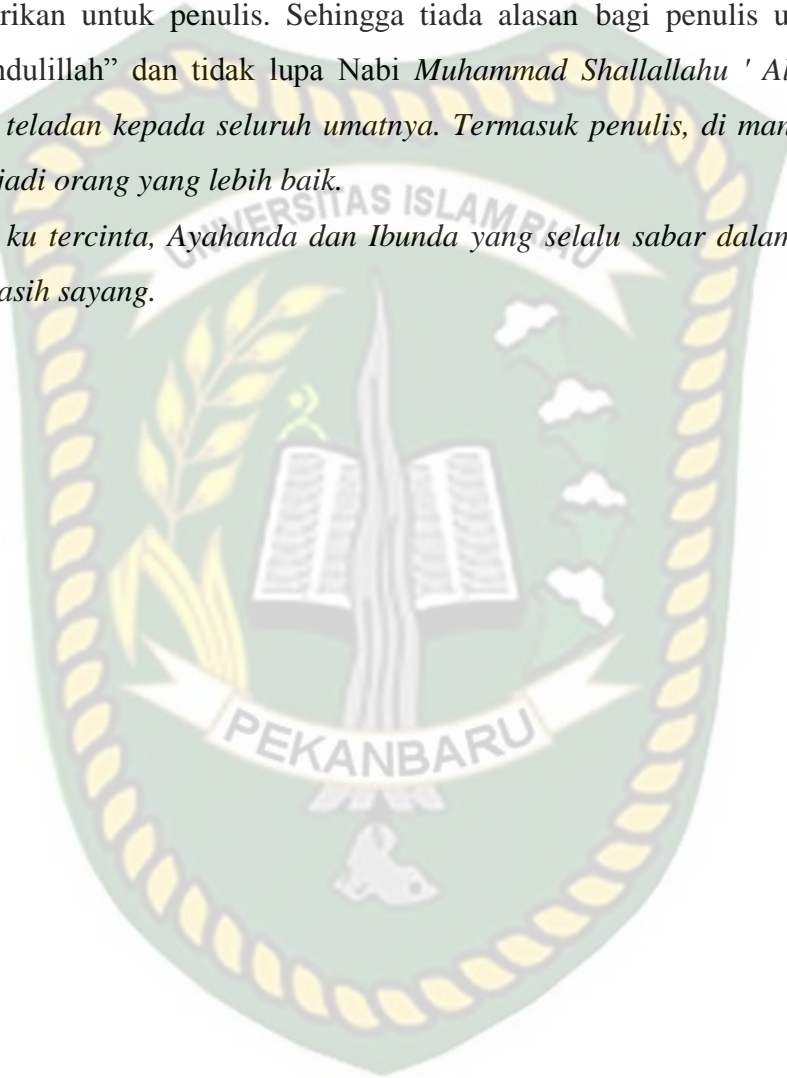 rikan untuk penulis. Sehingga tiada alasan bagi penulis u
ndulillah” dan tidak lupa Nabi Muhammad Shallallahu ' Al
teladan kepada seluruh umatnya. Termasuk penulis, di man
jadi orang yang lebih baik.
UNIVERSITAS ISLAM RIAU
ku tercinta, Ayahanda dan Ibunda yang selalu sabar dalam
asih sayang.
PEKANBARU